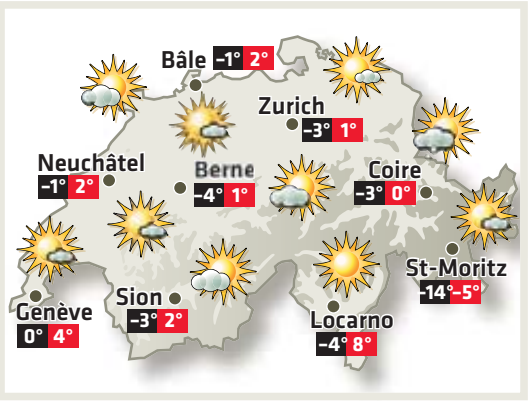 Bâle -1° 2°
Zurich
-3° 1°
Neuchâtel
-1° 2°
Berne
-4° 1°
Coire
-3° 0°
St-Moritz
-14° -5°
Sion
-3° 2°
Genève
0° 4°
Locarno
-4° 8°